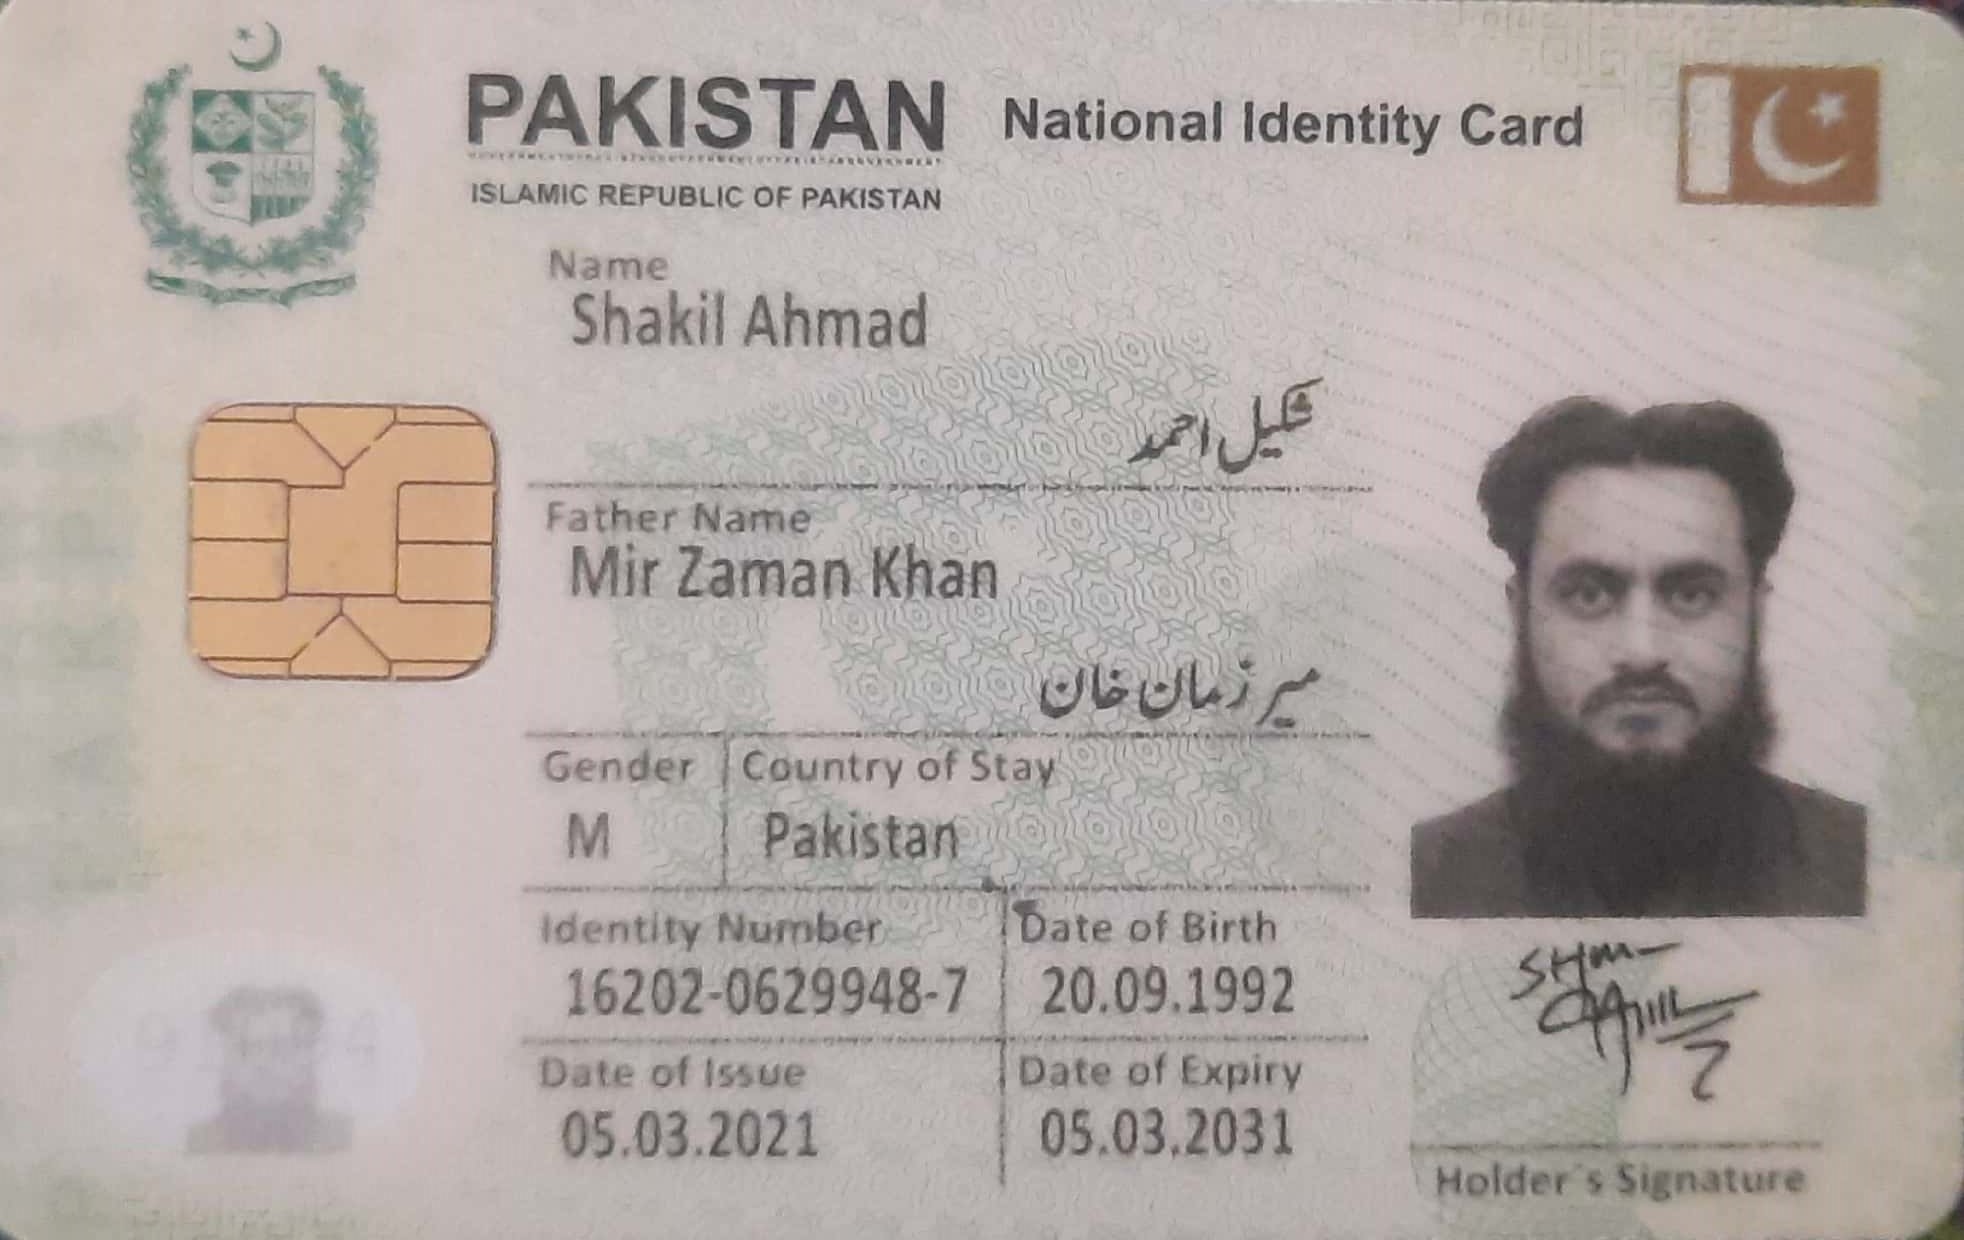 PAKISTAN National Identity Card
ISLAMIC REPUBLIC OF PAKISTAN
Name
Shakil Ahmad
شکیل احمد
Father Name
Mir Zaman Khan
میر زمان خان
Gender Country of Stay
M Pakistan
Identity Number Date of Birth
16202-0629948-7 20.09.1992
Date of Issue Date of Expiry
05.03.2021 05.03.2031
Holder's Signature